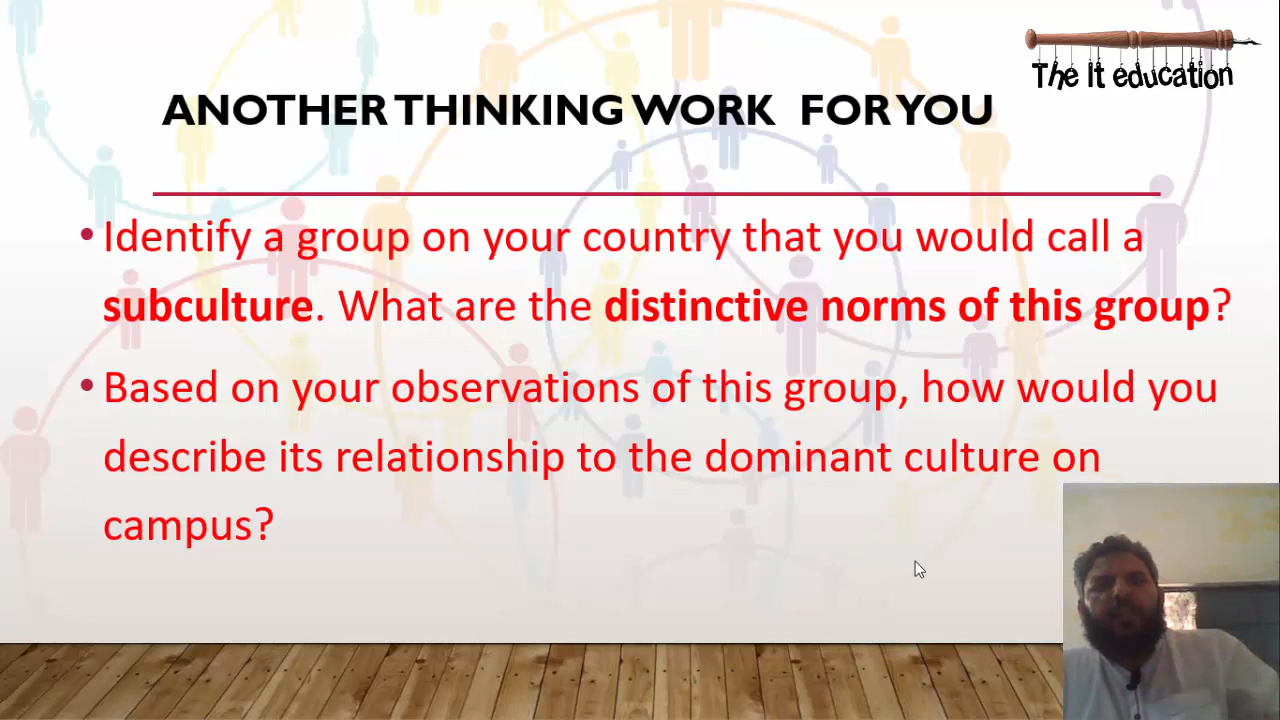 The It education
ANOTHER THINKING WORK FOR YOU
• Identify a group on your country that you would call a
subculture. What are the distinctive norms of this group?
• Based on your observations of this group, how would you
describe its relationship to the dominant culture on
campus?